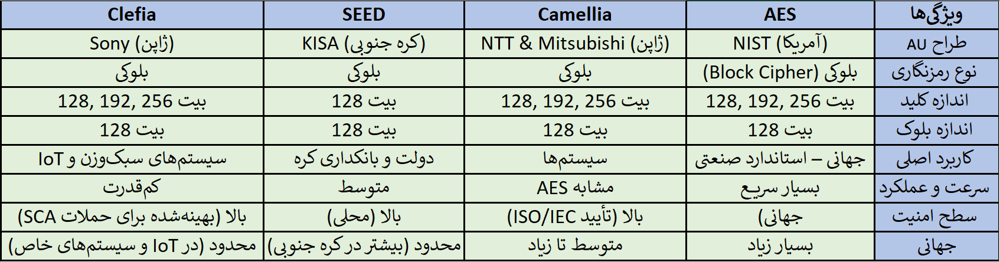 ویژگی‌ها AES Camellia SEED Clefia
طراح AU NIST (آمریکا) NTT & Mitsubishi (ژاپن) KISA (کره جنوبی) Sony (ژاپن)
نوع رمزنگاری بلوکی (Block Cipher) بلوکی بلوکی بلوکی
اندازه کلید 128, 192, 256 بیت 128, 192, 256 بیت 128 بیت 128, 192, 256 بیت
اندازه بلوک 128 بیت 128 بیت 128 بیت 128 بیت
کاربرد اصلی جهانی – استاندارد صنعتی سیستم‌ها دولت و بانکداری کره سیستم‌های سبک‌وزن و IoT
سرعت و عملکرد بسیار سریع مشابه AES متوسط کم‌قدرت
سطح امنیت جهانی) بالا (تأیید ISO/IEC) بالا (محلی) بالا (بهینه‌شده برای حملات SCA)
جهانی بسیار زیاد متوسط تا زیاد محدود (بیشتر در کره جنوبی) محدود (در IoT و سیستم‌های خاص)